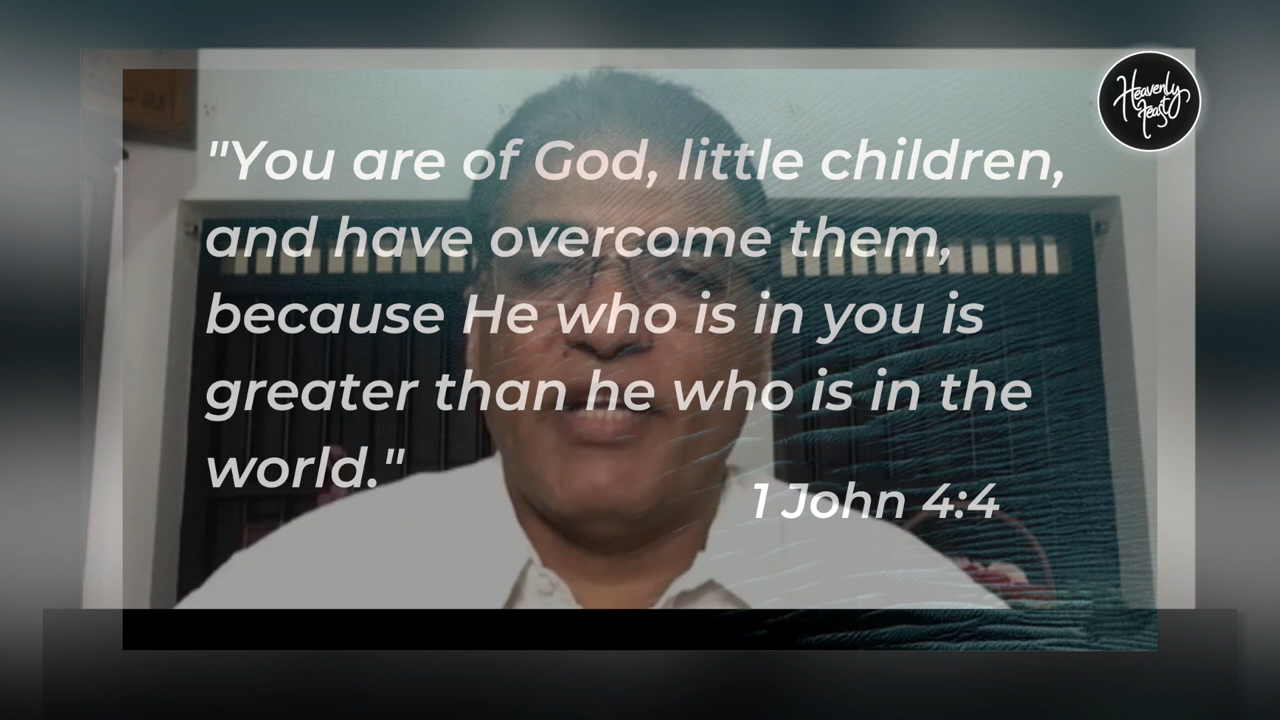 Heavenly
feast
"You are of God, little children,
and have overcome them,
because He who is in you is
greater than he who is in the
world."
1 John 4:4